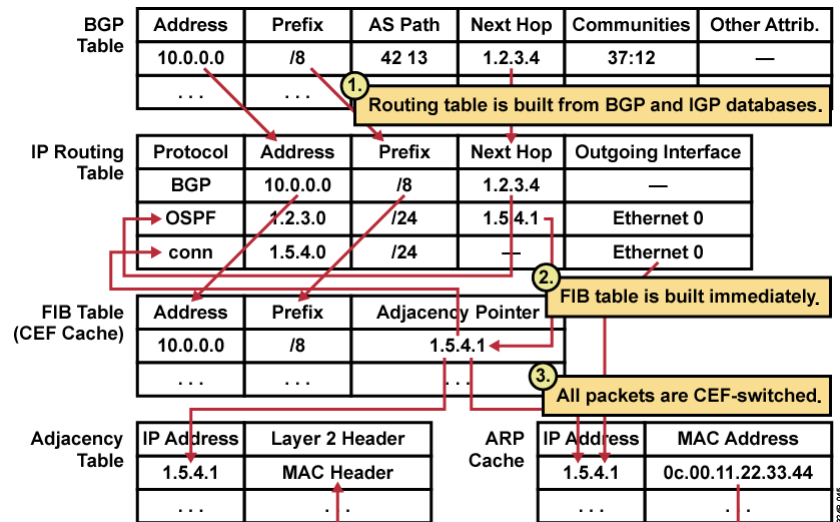 BGP Table
Address Prefix AS Path Next Hop Communities Other Attrib.
10.0.0.0 /8 42 13 1.2.3.4 37:12 —
. . . . . .
1. Routing table is built from BGP and IGP databases.
IP Routing Table
Protocol Address Prefix Next Hop Outgoing Interface
BGP 10.0.0.0 /8 1.2.3.4 —
OSPF 1.2.3.0 /24 1.5.4.1 Ethernet 0
conn 1.5.4.0 /24 — Ethernet 0
2. FIB table is built immediately.
FIB Table (CEF Cache)
Address Prefix Adjacency Pointer
10.0.0.0 /8 1.5.4.1
. . . . . . . . .
3. All packets are CEF-switched.
Adjacency Table
IP Address Layer 2 Header
1.5.4.1 MAC Header
. . . . . .
ARP Cache
IP Address MAC Address
1.5.4.1 0c.00.11.22.33.44
. . . . . .